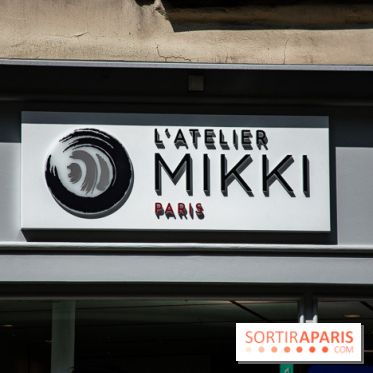 L'ATELIER
MIKKI
PARIS
SORTIRAPARIS
.COM